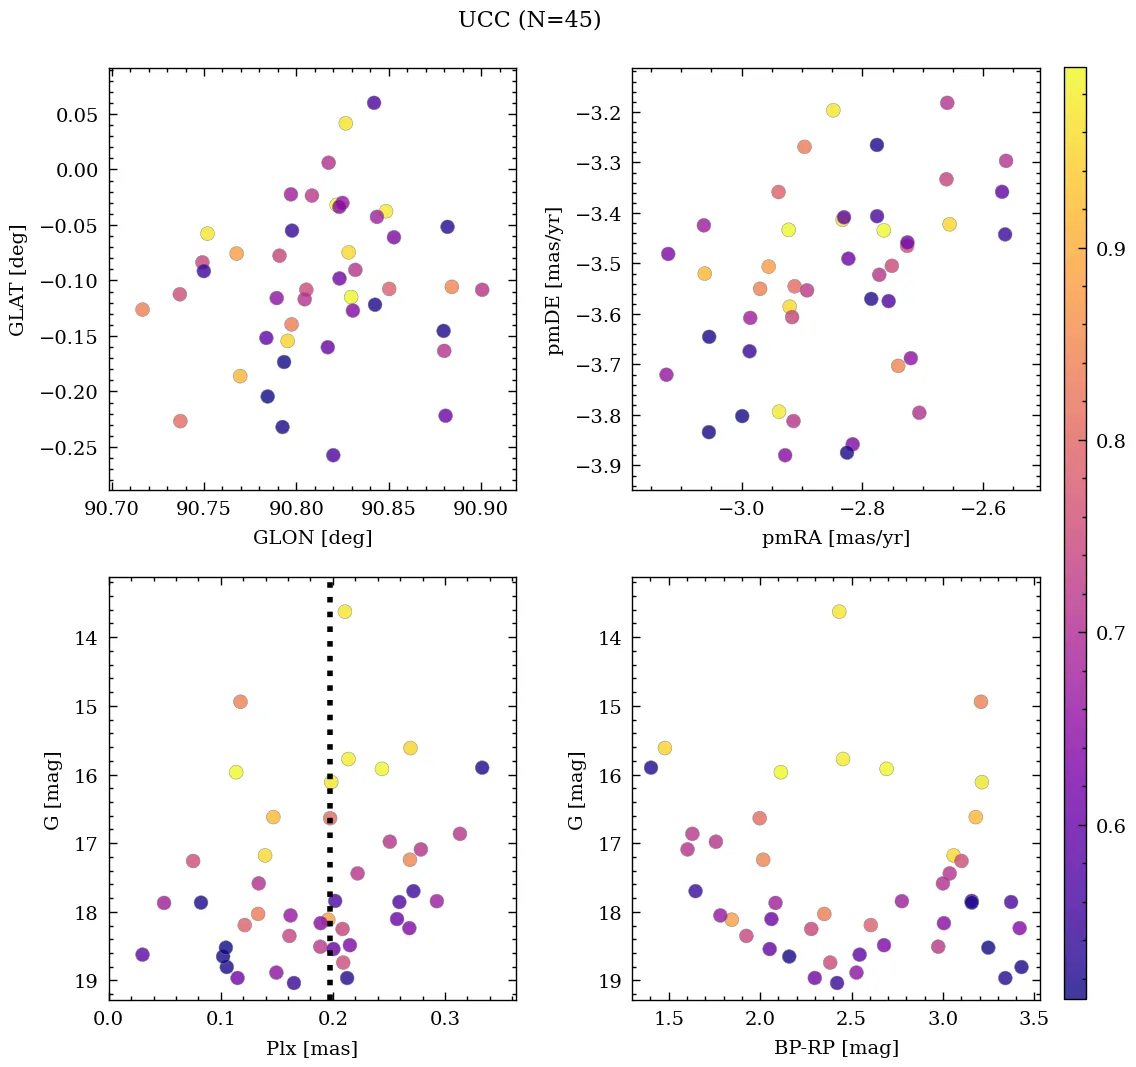 UCC (N=45)
0.05
0.00
−0.05
−0.10
−0.15
−0.20
−0.25
GLAT [deg]
90.70 90.75 90.80 90.85 90.90
GLON [deg]
−3.2
−3.3
−3.4
−3.5
−3.6
−3.7
−3.8
−3.9
pmDE [mas/yr]
−3.0 −2.8 −2.6
pmRA [mas/yr]
14
15
16
17
18
19
G [mag]
0.0 0.1 0.2 0.3
Plx [mas]
14
15
16
17
18
19
G [mag]
1.5 2.0 2.5 3.0 3.5
BP-RP [mag]
0.9
0.8
0.7
0.6